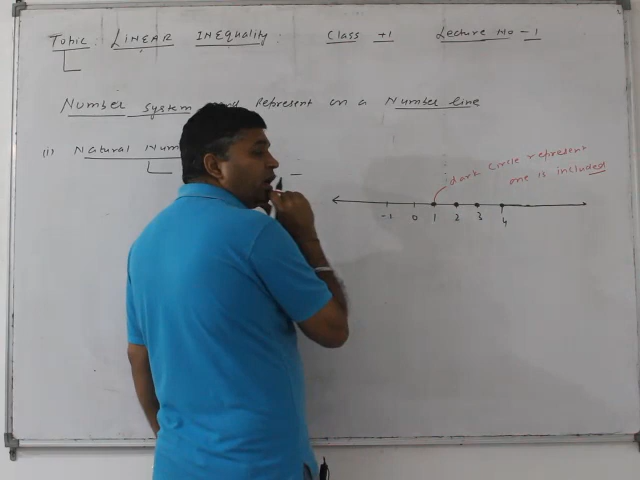 Topic: LINEAR INEQUALITY: Class +1 Lecture No - 1
Number system and Represent on a Number line
(i) Natural Num
dark circle represent
one is included
-1 0 1 2 3 4